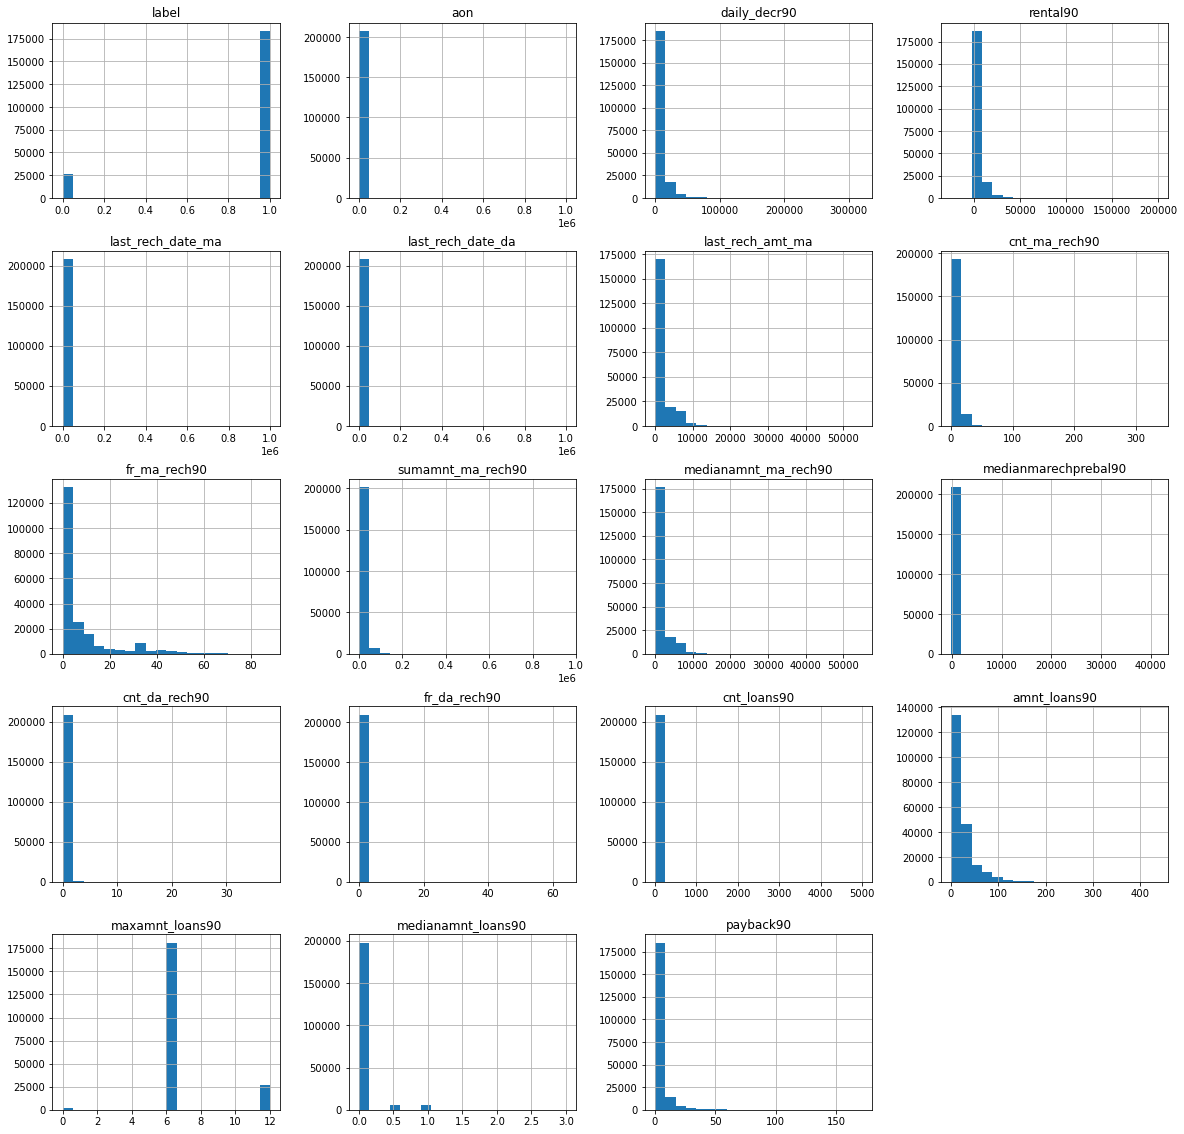 label
175000
150000
125000
100000
75000
50000
25000
0
0.0 0.2 0.4 0.6 0.8 1.0
aon
200000
150000
100000
50000
0
0.0 0.2 0.4 0.6 0.8 1.0
1e6
daily_decr90
175000
150000
125000
100000
75000
50000
25000
0
0 100000 200000 300000
rental90
175000
150000
125000
100000
75000
50000
25000
0
0 50000 100000 150000 200000
last_rech_date_ma
200000
150000
100000
50000
0
0.0 0.2 0.4 0.6 0.8 1.0
1e6
last_rech_date_da
200000
150000
100000
50000
0
0.0 0.2 0.4 0.6 0.8 1.0
1e6
last_rech_amt_ma
175000
150000
125000
100000
75000
50000
25000
0
0 10000 20000 30000 40000 50000
cnt_ma_rech90
200000
150000
100000
50000
0
0 100 200 300
fr_ma_rech90
120000
100000
80000
60000
40000
20000
0
0 20 40 60 80
sumamnt_ma_rech90
200000
150000
100000
50000
0
0.0 0.2 0.4 0.6 0.8 1.0
1e6
medianamnt_ma_rech90
175000
150000
125000
100000
75000
50000
25000
0
0 10000 20000 30000 40000 50000
medianmarechprebal90
200000
150000
100000
50000
0
0 10000 20000 30000 40000
cnt_da_rech90
200000
150000
100000
50000
0
0 10 20 30
fr_da_rech90
200000
150000
100000
50000
0
0 20 40 60
cnt_loans90
200000
150000
100000
50000
0
0 1000 2000 3000 4000 5000
amnt_loans90
140000
120000
100000
80000
60000
40000
20000
0
0 100 200 300 400
maxamnt_loans90
175000
150000
125000
100000
75000
50000
25000
0
0 2 4 6 8 10 12
medianamnt_loans90
200000
150000
100000
50000
0
0.0 0.5 1.0 1.5 2.0 2.5 3.0
payback90
175000
150000
125000
100000
75000
50000
25000
0
0 50 100 150